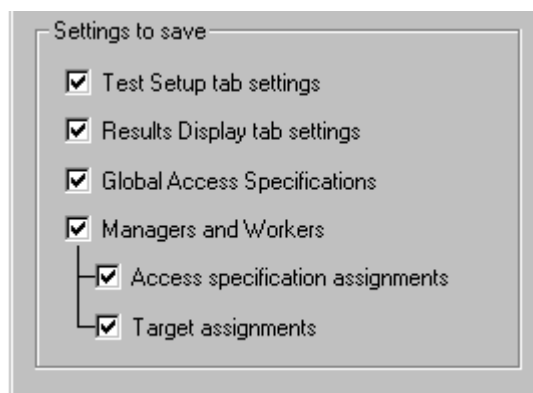 Settings to save
Test Setup tab settings
Results Display tab settings
Global Access Specifications
Managers and Workers
Access specification assignments
Target assignments